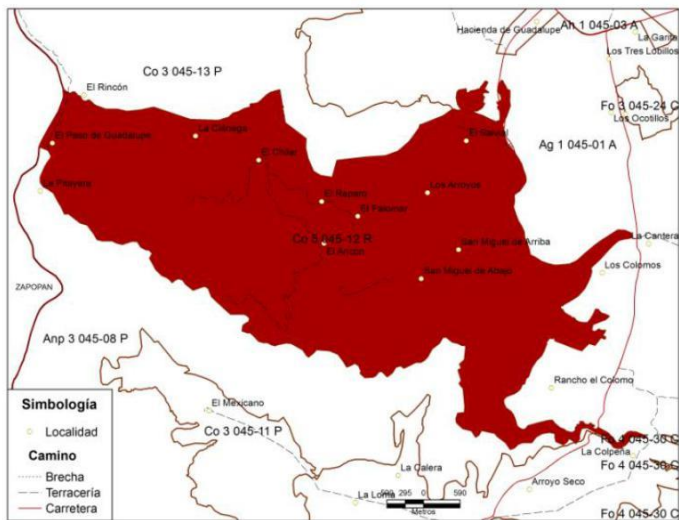 Hacienda de Guadalupe
An 1 045-03 A
La Garita
Los Tres Lobillos
Co 3 045-13 P
El Rincón
Fo 3 045-24 C
Los Ocotillos
El Paso de Guadalupe
La Ciénega
El Chilar
Ag 1 045-01 A
La Pitayera
El Roncro
Los Arroyos
El Palomar
Co 5 045-12 R
El Arroyo
San Miguel de Arriba
La Cantera
San Miguel de Abajo
Los Colomos
ZAPOPAN
Anp 3 045-08 P
Rancho el Colomo
Simbología
Localidad
Camino
Brecha
Terracería
Carretera
El Mexicano
Co 3 045-11 P
Fo 4 045-30 C
La Colpena
Fo 4 045-30 C
La Calera
Arroyo Seco
La Loma
590 295 0 590
Metros
Fo 4 045-30 C